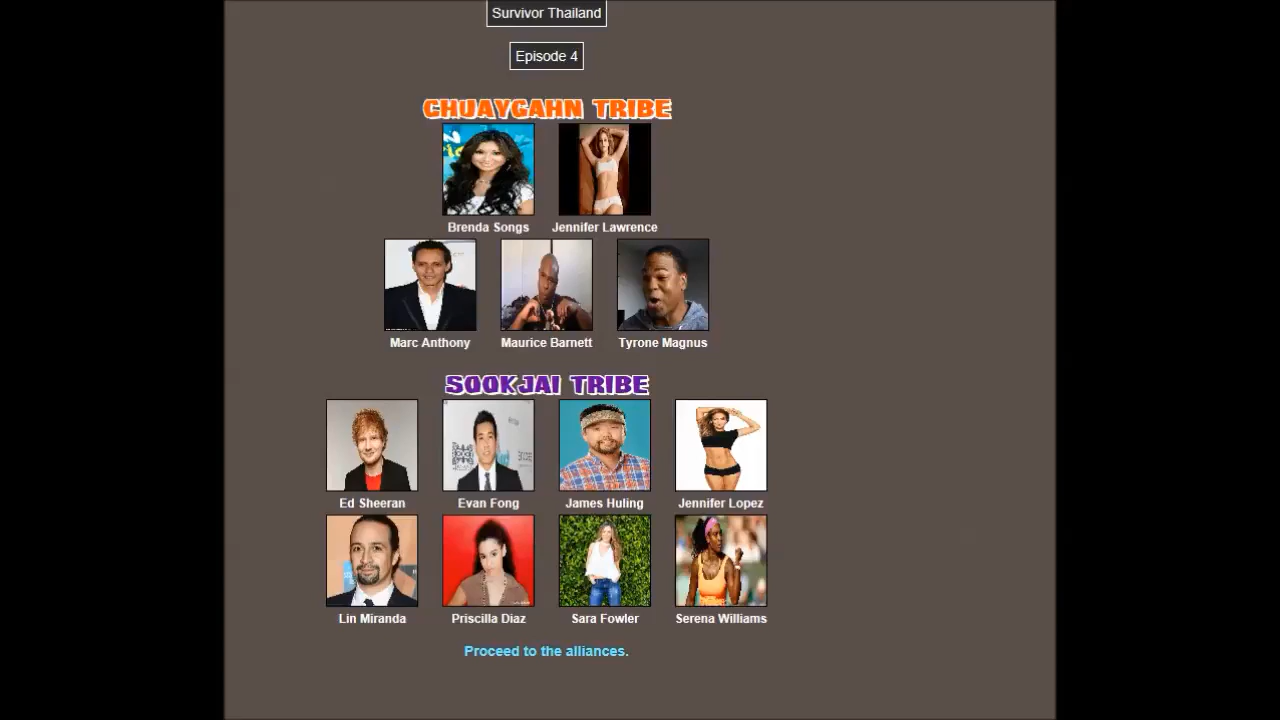 Survivor Thailand
Episode 4
CHUAYGAHN TRIBE
Brenda Songs Jennifer Lawrence
Marc Anthony Maurice Barnett Tyrone Magnus
SOOKJAI TRIBE
Ed Sheeran Evan Fong James Huling Jennifer Lopez
Lin Miranda Priscilla Diaz Sara Fowler Serena Williams
Proceed to the alliances.